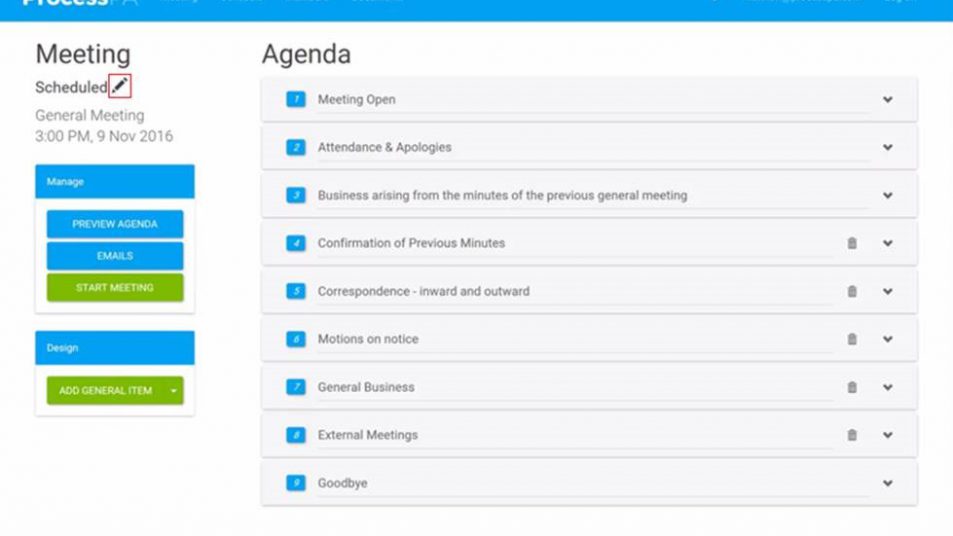 ProcessPA
Meeting
Scheduled
General Meeting
3:00 PM, 9 Nov 2016
Manage
PREVIEW AGENDA
EMAILS
START MEETING
Design
ADD GENERAL ITEM
Agenda
1 Meeting Open
2 Attendance & Apologies
3 Business arising from the minutes of the previous general meeting
4 Confirmation of Previous Minutes
5 Correspondence - inward and outward
6 Motions on notice
7 General Business
8 External Meetings
9 Goodbye